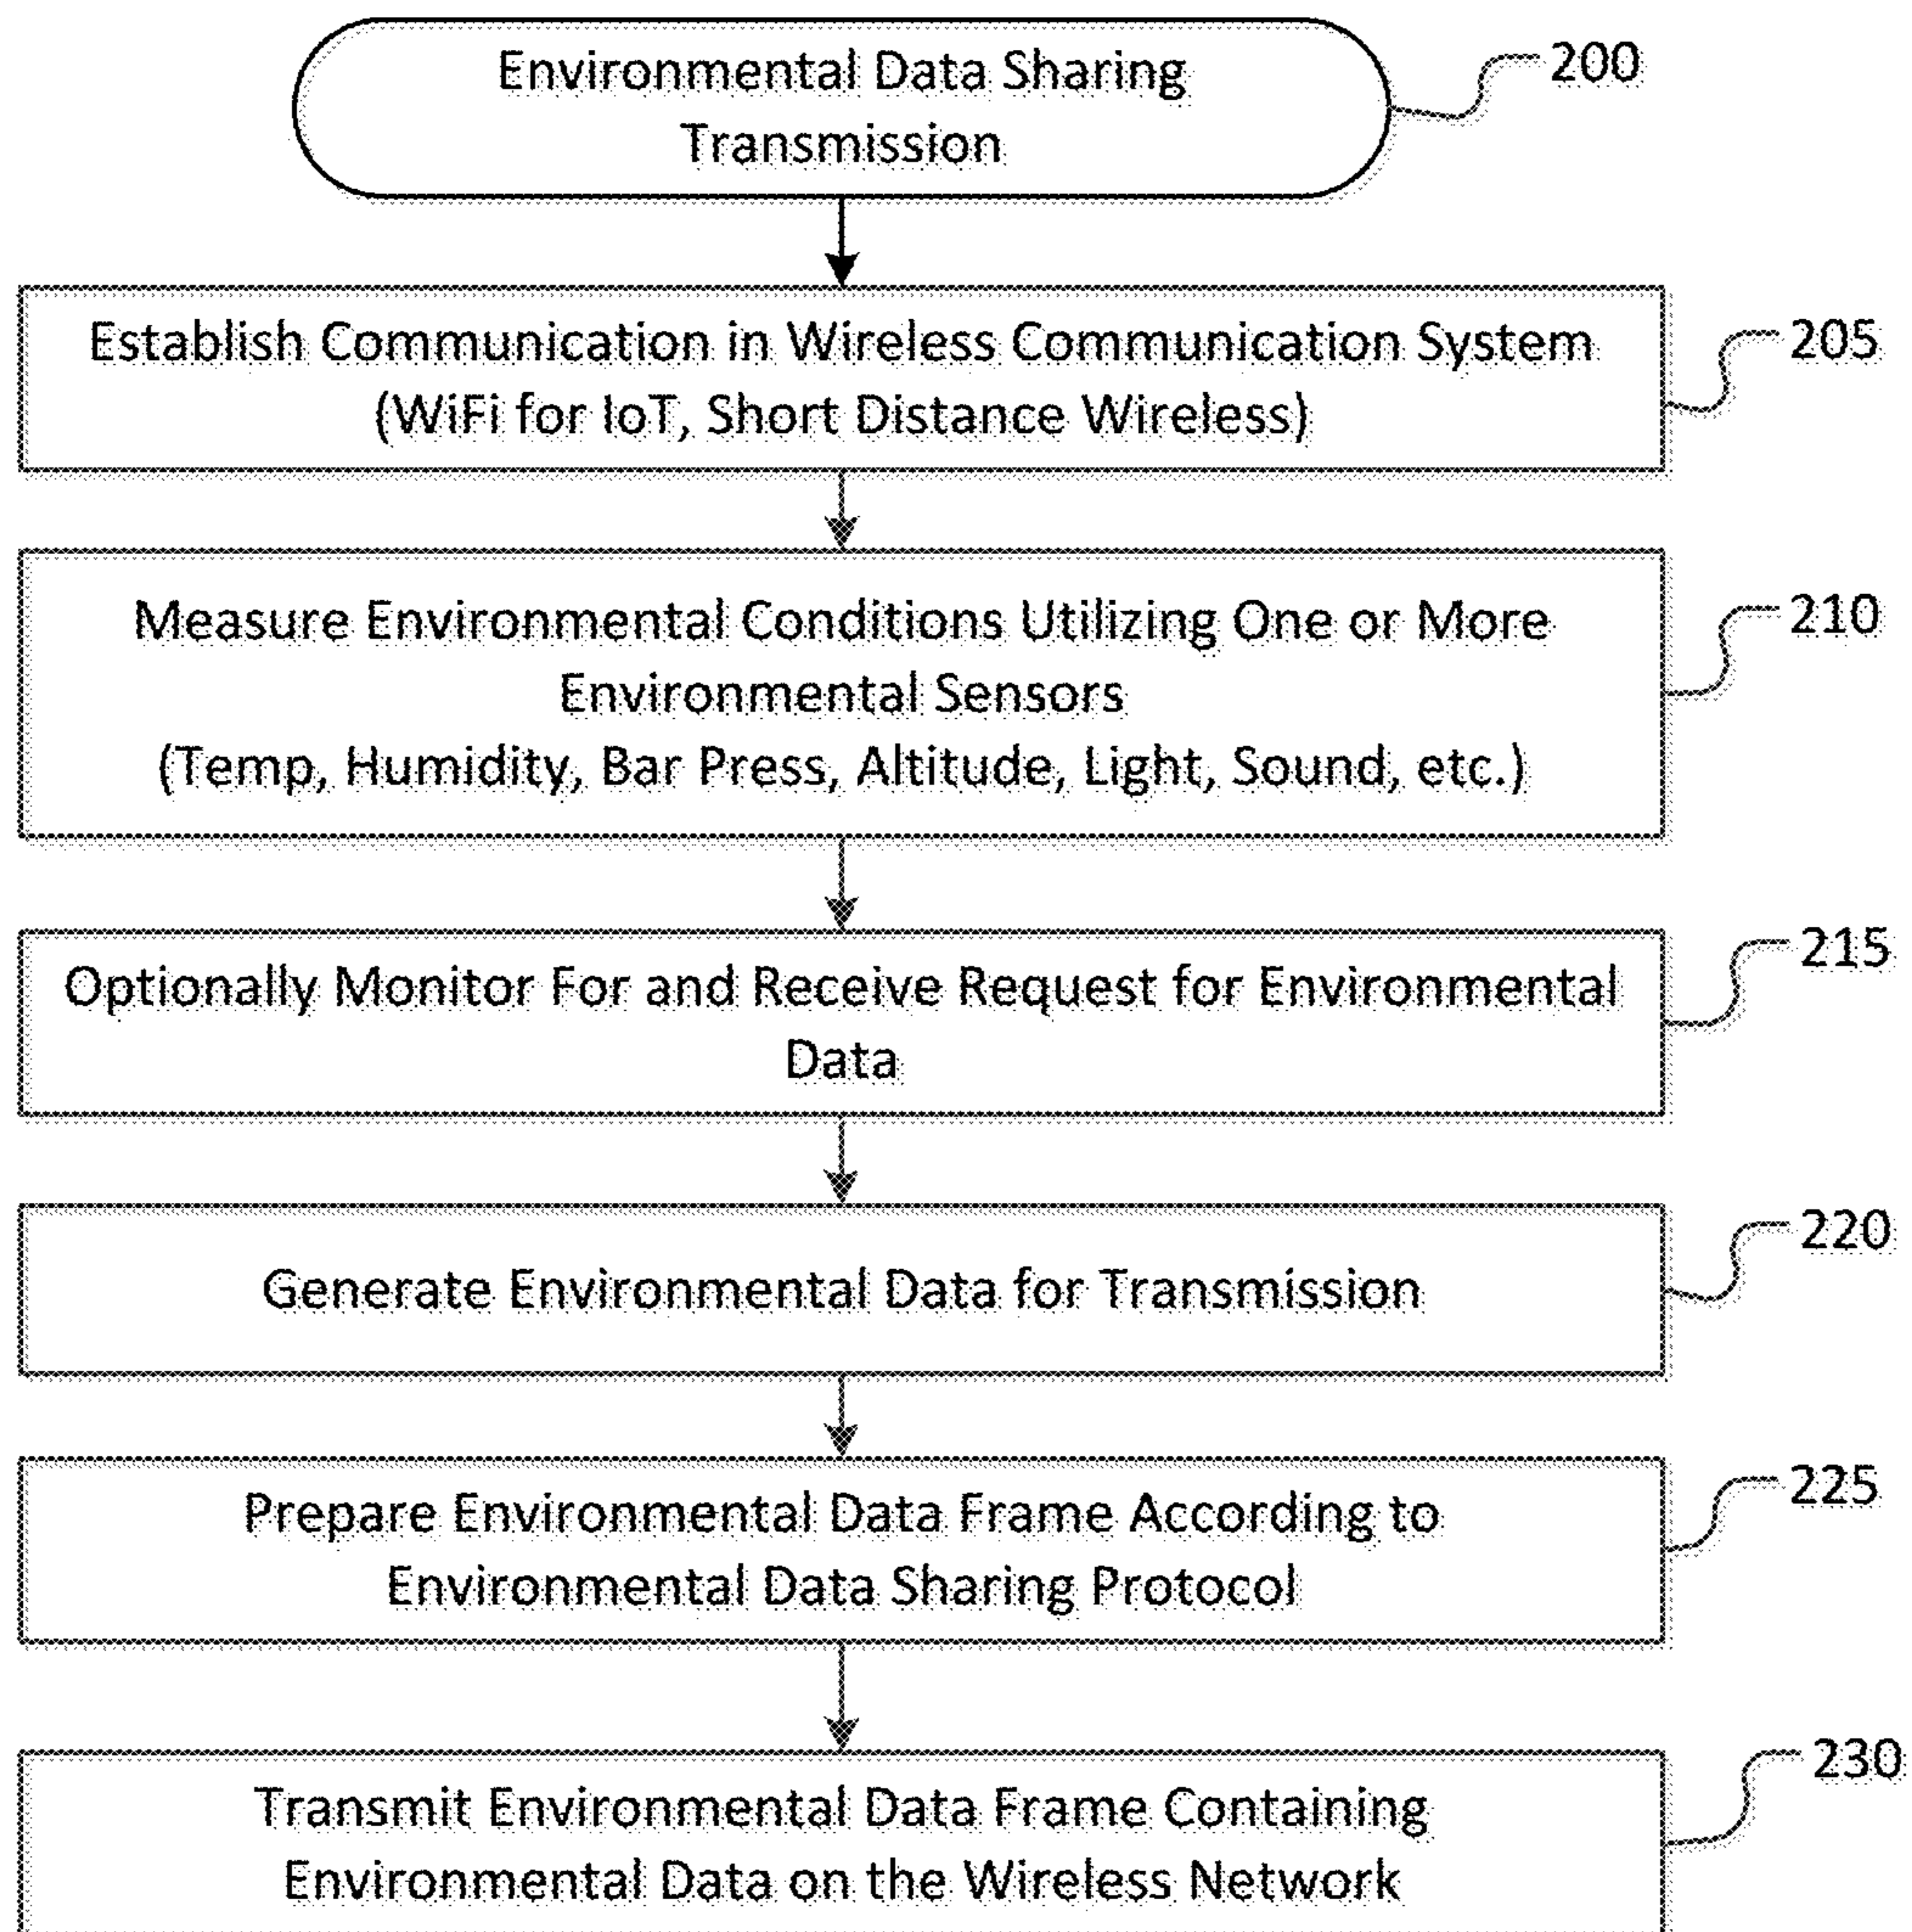 Environmental Data Sharing
Transmission
200
Establish Communication in Wireless Communication System
(WiFi for IoT, Short Distance Wireless)
205
Measure Environmental Conditions Utilizing One or More
Environmental Sensors
(Temp, Humidity, Bar Press, Altitude, Light, Sound, etc.)
210
Optionally Monitor For and Receive Request for Environmental
Data
215
Generate Environmental Data for Transmission
220
Prepare Environmental Data Frame According to
Environmental Data Sharing Protocol
225
Transmit Environmental Data Frame Containing
Environmental Data on the Wireless Network
230